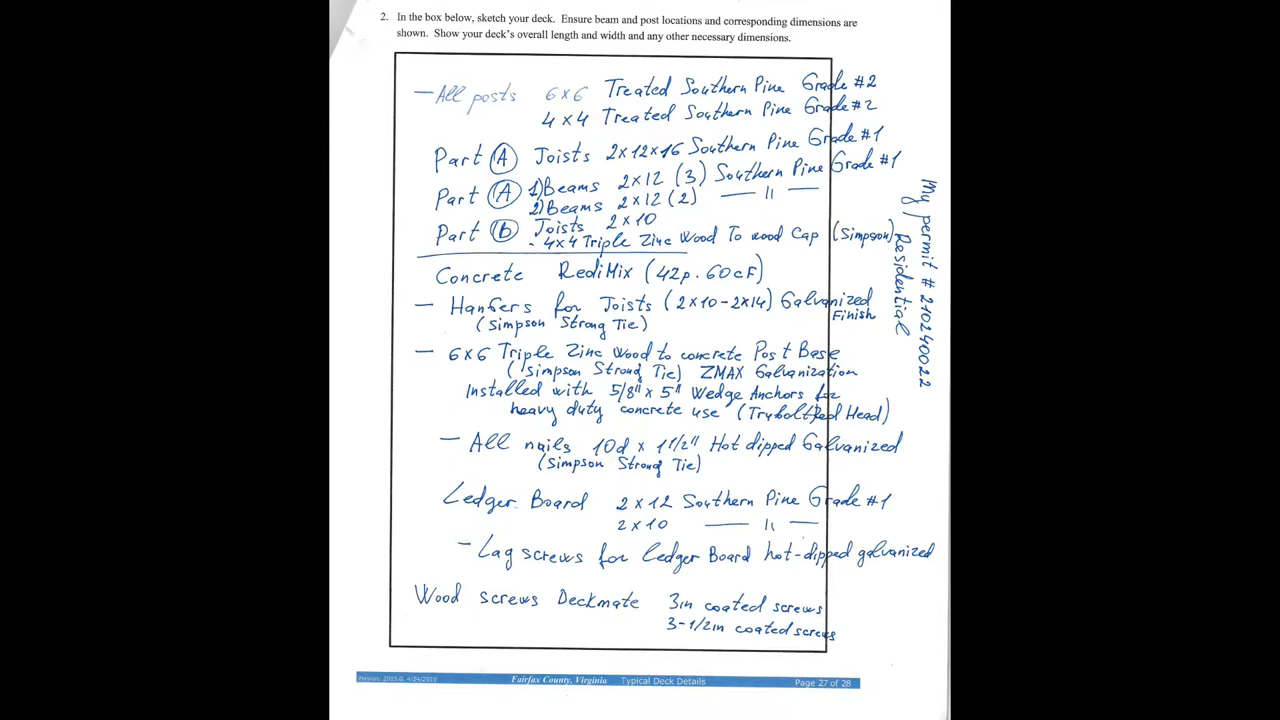 2. In the box below, sketch your deck. Ensure beam and post locations and corresponding dimensions are
shown. Show your deck's overall length and width and any other necessary dimensions.
— All posts 6x6 Treated Southern Pine Grade #2
4x4 Treated Southern Pine Grade #2
Part (A) Joists 2x12x16 Southern Pine Grade #1
Part (A) 1) Beams 2x12 (3) Southern Pine Grade #1
2) Beams 2x12 (2) — 11 —
Part (b) Joists 2x10
- 4x4 Triple Zinc Wood To wood Cap (Simpson)
Concrete RediMix (42p. 60cF)
— Hangers for Joists (2x10-2x14) Galvanized Finish
(Simpson Strong Tie)
— 6x6 Triple Zinc Wood to concrete Post Base
(Simpson Strong Tie) ZMAX Galvanization
Installed with 5/8" x 5" Wedge Anchors for
heavy duty concrete use (Trubolt Red Head)
— All nails 10d x 1 1/2" Hot dipped Galvanized
(Simpson Strong Tie)
Ledger Board 2x12 Southern Pine Grade #1
2x10 — 11 —
— Lag screws for Ledger Board hot-dipped galvanized
Wood screws Deckmate 3in coated screws
3-1/2in coated screws
My permit # 210240022
Residential
Version: 2015.0, 4/24/2019 Fairfax County, Virginia Typical Deck Details Page 27 of 28